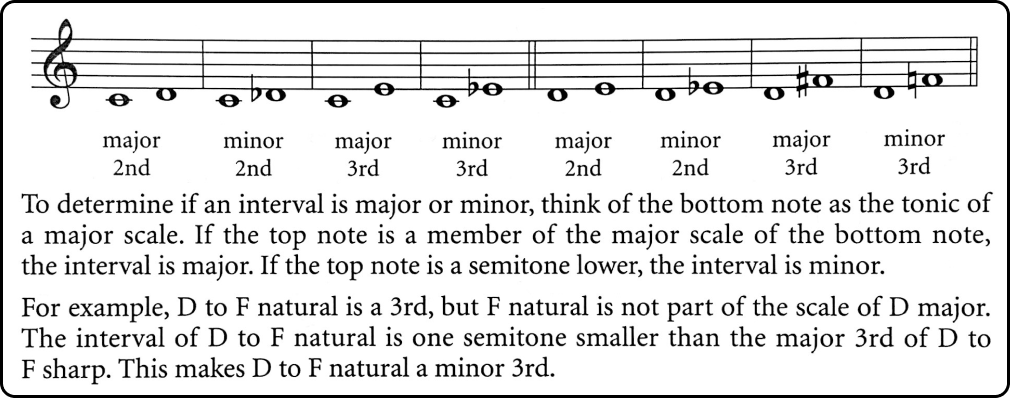 major minor major minor major minor major minor
2nd 2nd 3rd 3rd 2nd 2nd 3rd 3rd
To determine if an interval is major or minor, think of the bottom note as the tonic of
a major scale. If the top note is a member of the major scale of the bottom note,
the interval is major. If the top note is a semitone lower, the interval is minor.
For example, D to F natural is a 3rd, but F natural is not part of the scale of D major.
The interval of D to F natural is one semitone smaller than the major 3rd of D to
F sharp. This makes D to F natural a minor 3rd.